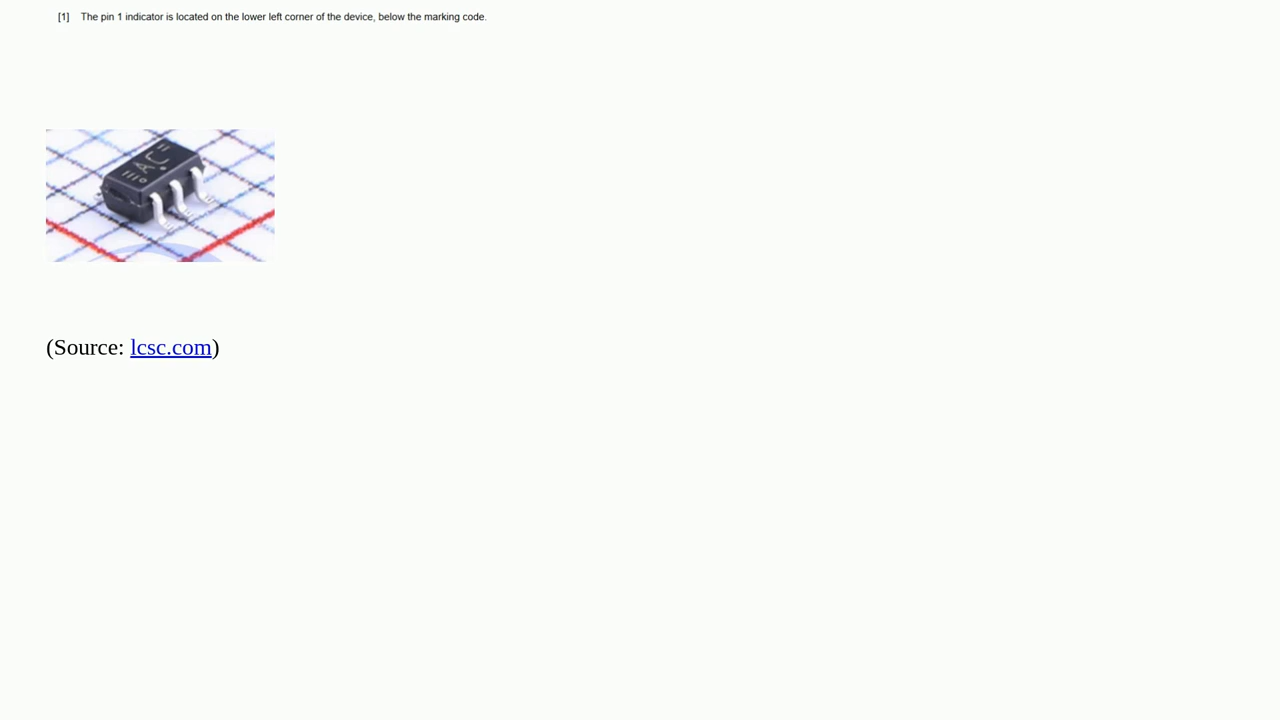 [1] The pin 1 indicator is located on the lower left corner of the device, below the marking code.
AC
(Source: lcsc.com)